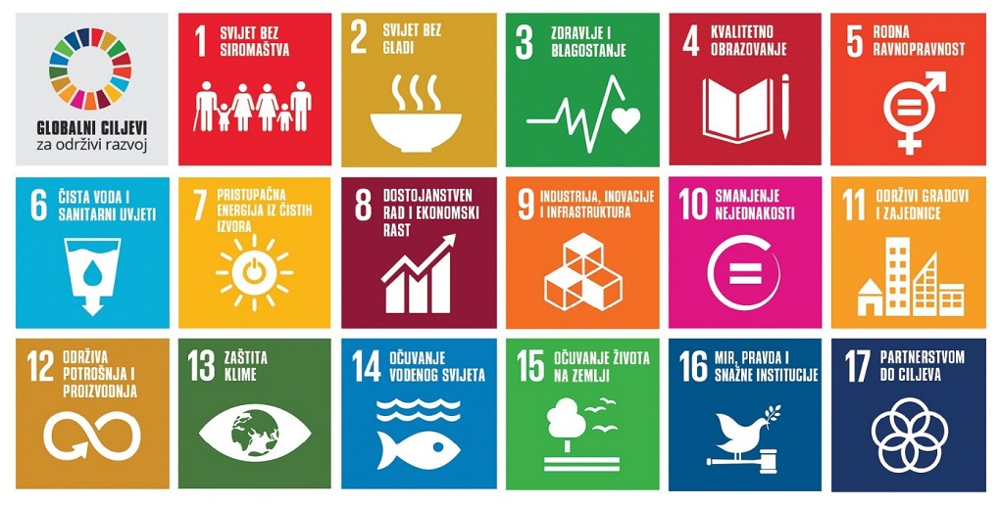 GLOBALNI CILJEVI
za održivi razvoj
1 SVIJET BEZ
SIROMAŠTVA
2 SVIJET BEZ
GLADI
3 ZDRAVLJE I
BLAGOSTANJE
4 KVALITETNO
OBRAZOVANJE
5 RODNA
RAVNOPRAVNOST
6 ČISTA VODA I
SANITARNI UVJETI
7 PRISTUPAČNA
ENERGIJA IZ ČISTIH
IZVORA
8 DOSTOJANSTVEN
RAD I EKONOMSKI
RAST
9 INDUSTRIJA, INOVACIJE
I INFRASTRUKTURA
10 SMANJENJE
NEJEDNAKOSTI
11 ODRŽIVI GRADOVI
I ZAJEDNICE
12 ODRŽIVA
POTROŠNJA I
PROIZVODNJA
13 ZAŠTITA
KLIME
14 OČUVANJE
VODENOG SVIJETA
15 OČUVANJE ŽIVOTA
NA ZEMLJI
16 MIR, PRAVDA I
SNAŽNE INSTITUCIJE
17 PARTNERSTVOM
DO CILJEVA